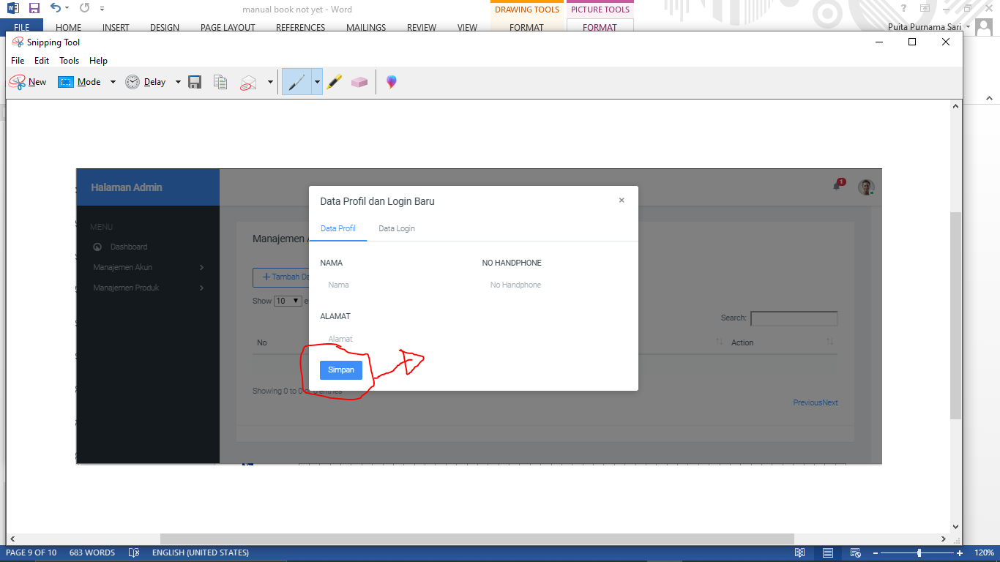 manual book not yet - Word
DRAWING TOOLS
PICTURE TOOLS
FILE HOME INSERT DESIGN PAGE LAYOUT REFERENCES MAILINGS REVIEW VIEW FORMAT FORMAT
Puita Purnama Sari
Snipping Tool
File Edit Tools Help
New Mode Delay
Halaman Admin
1
Data Profil dan Login Baru
×
MENU
Data Profil Data Login
Dashboard
Manajemen A
Manajemen Akun
NAMA NO HANDPHONE
Tambah Da
Manajemen Produk
Nama No Handphone
Show 10 e
ALAMAT
Search:
Alamat
No
Action
Simpan
Showing 0 to 0 of 0 entries
PreviousNext
PAGE 9 OF 10 683 WORDS ENGLISH (UNITED STATES) 120%